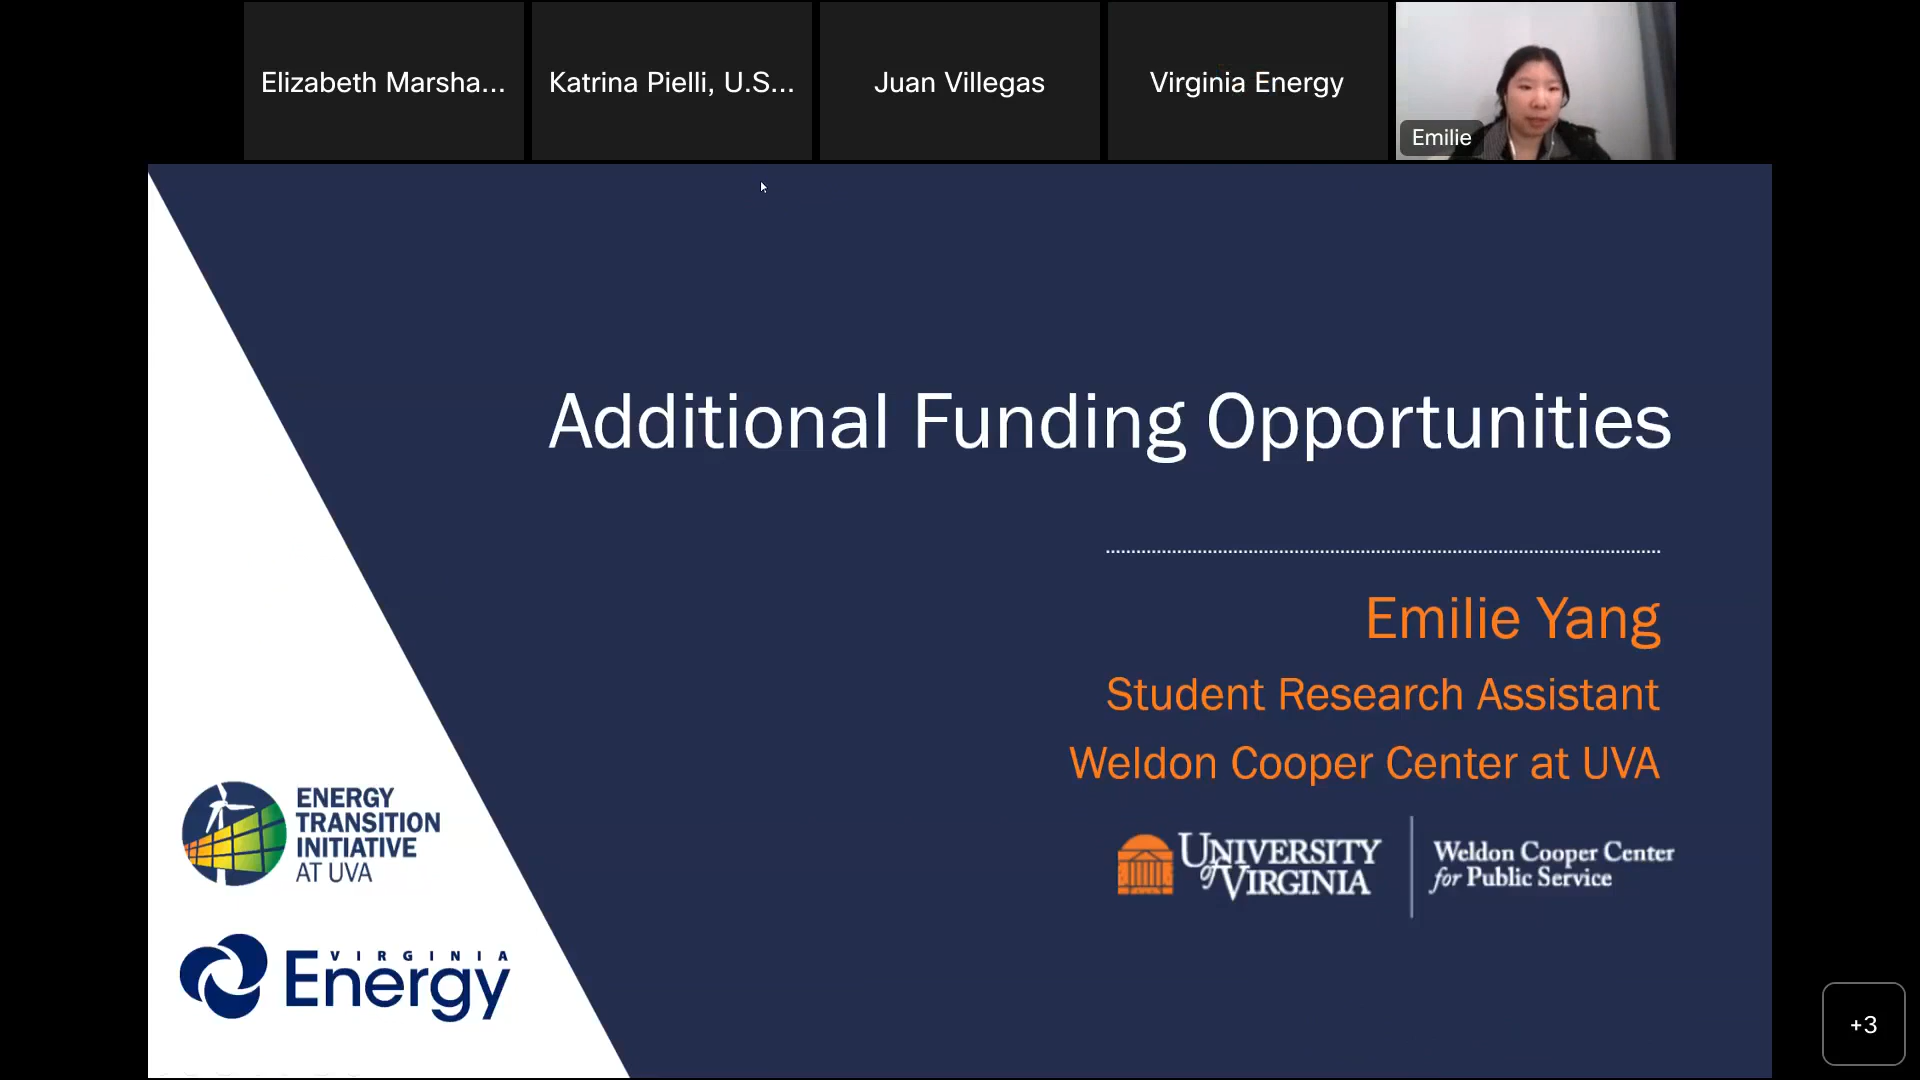 Elizabeth Marsha...
Katrina Pielli, U.S...
Juan Villegas
Virginia Energy
Emilie
Additional Funding Opportunities
Emilie Yang
Student Research Assistant
Weldon Cooper Center at UVA
ENERGY
TRANSITION
INITIATIVE
AT UVA
UNIVERSITY
of VIRGINIA
Weldon Cooper Center
for Public Service
VIRGINIA
Energy
+3